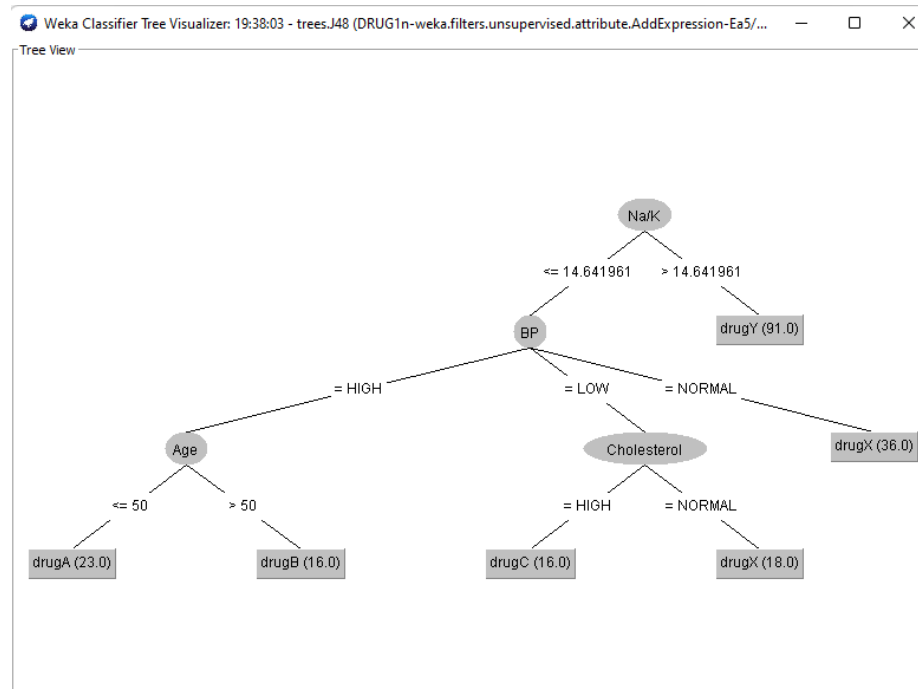 Weka Classifier Tree Visualizer: 19:38:03 - trees.J48 (DRUG1n-weka.filters.unsupervised.attribute.AddExpression-Ea5/...
Tree View
Na/K
<= 14.641961 > 14.641961
BP drugY (91.0)
= HIGH = LOW = NORMAL
Age Cholesterol drugX (36.0)
<= 50 > 50 = HIGH = NORMAL
drugA (23.0) drugB (16.0) drugC (16.0) drugX (18.0)